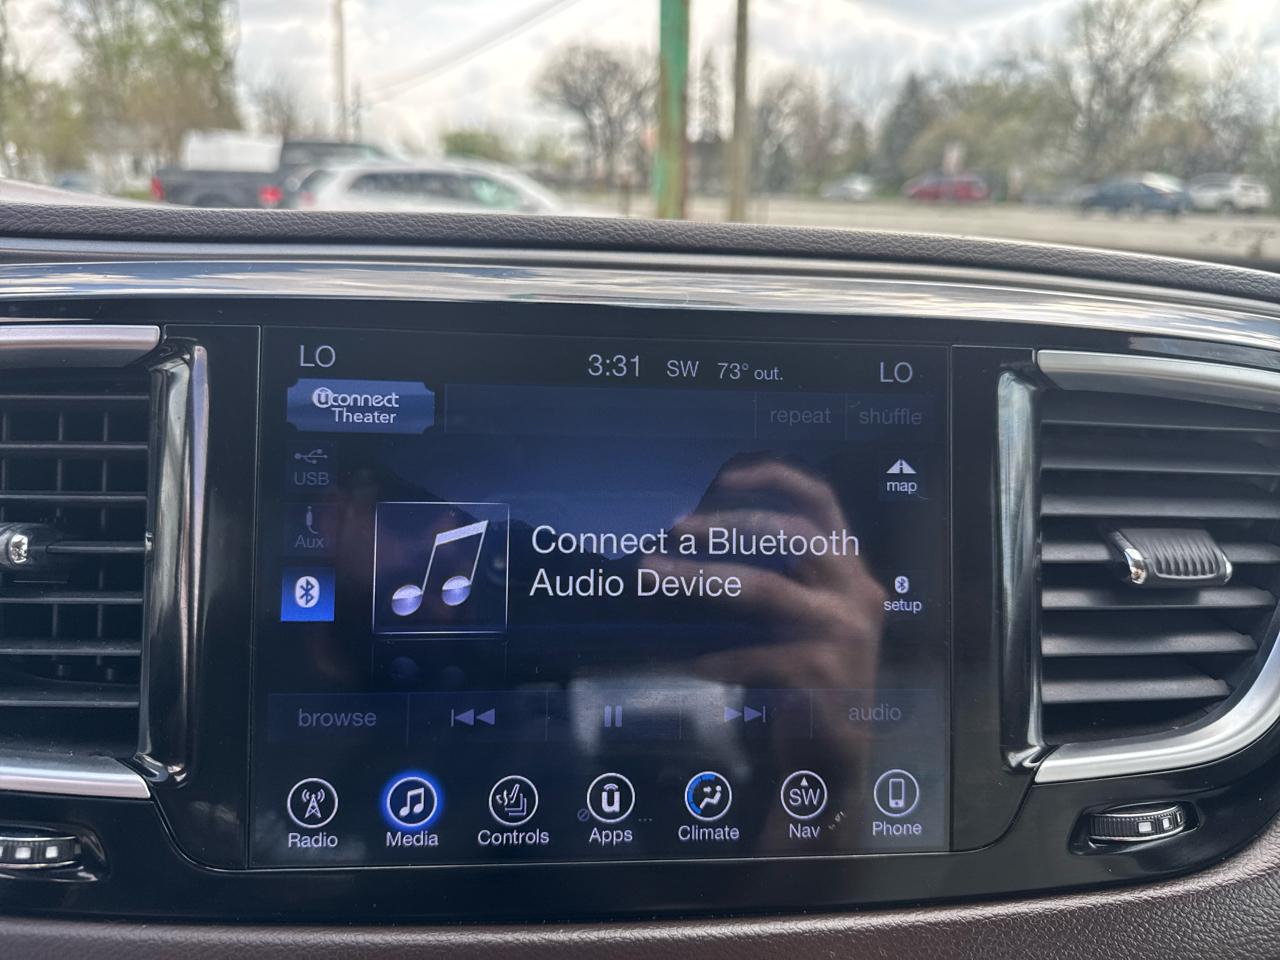 LO
3:31 SW 73° out.
LO
uconnect
Theater
repeat
shuffle
USB
map
Aux
Connect a Bluetooth
Audio Device
setup
browse
audio
Radio
Media
Controls
Apps
Climate
SW
Nav
Phone